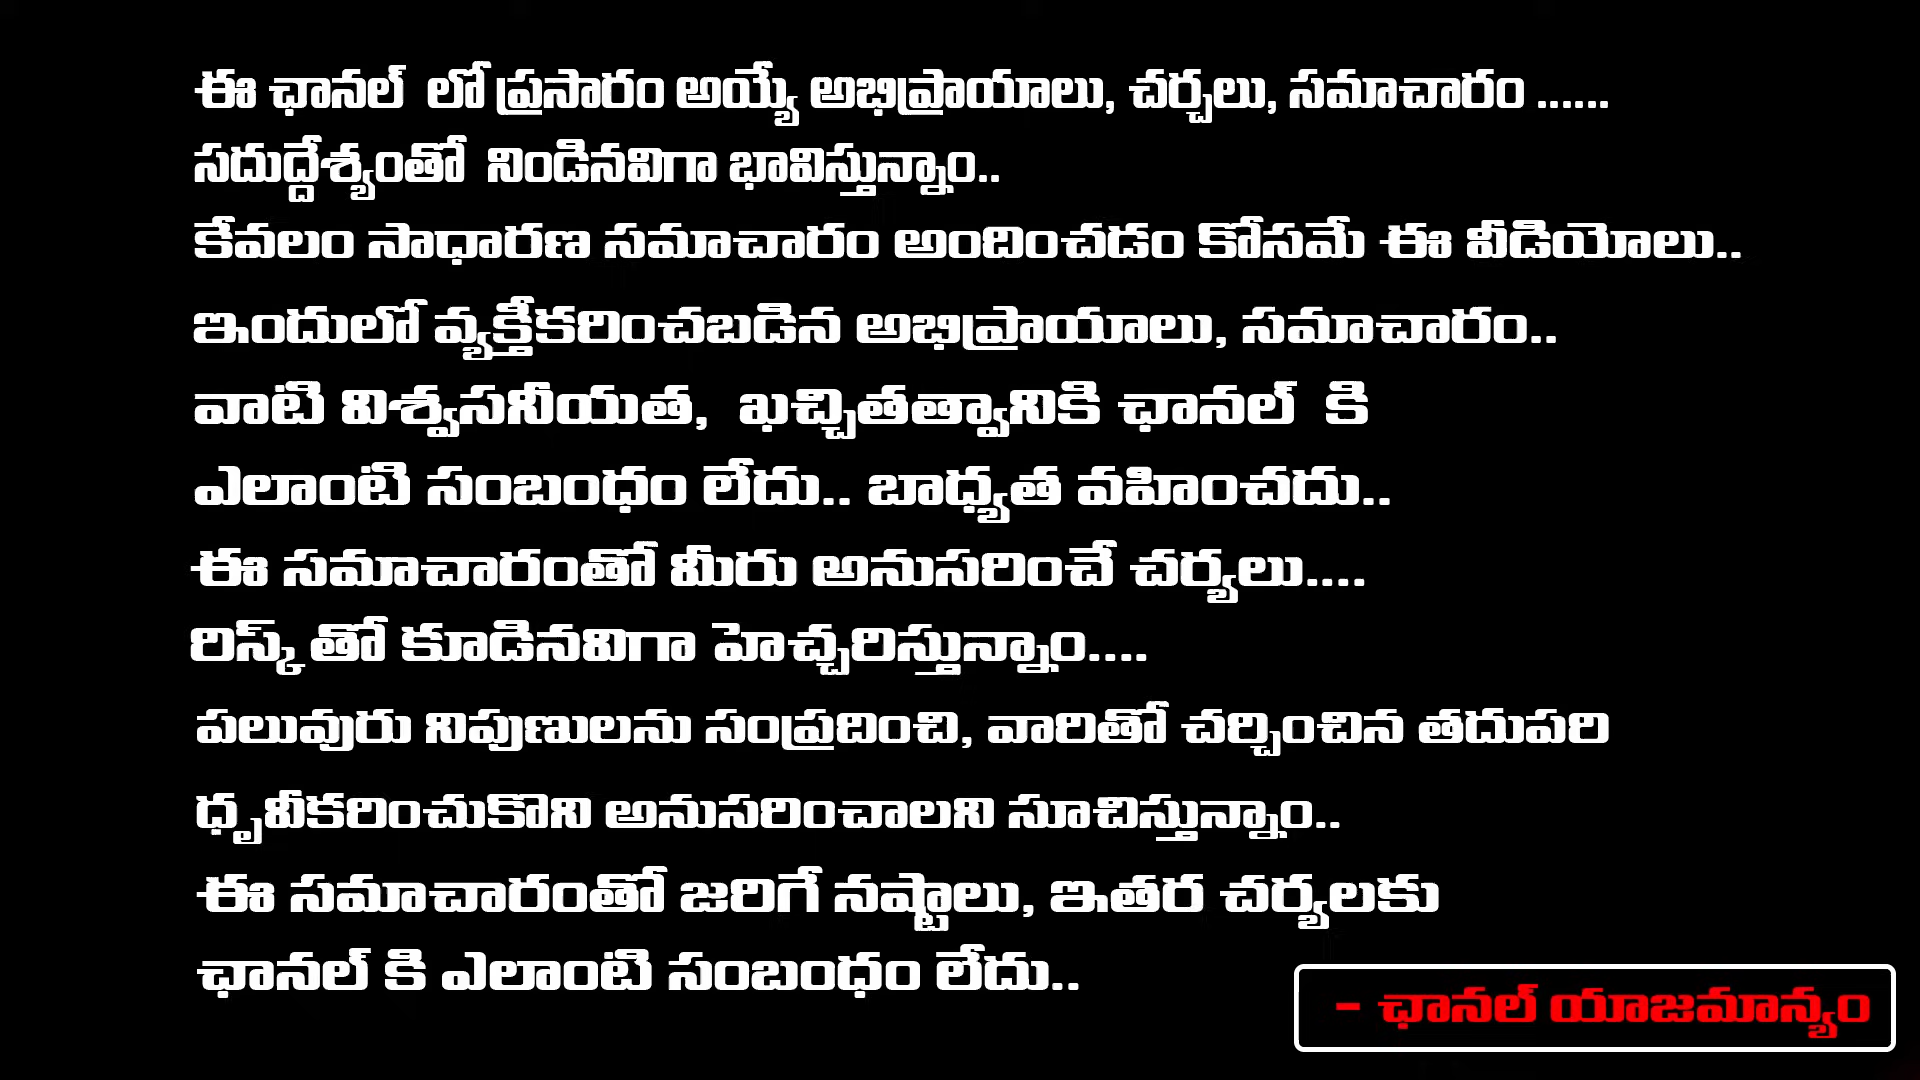 ఈ ఛానల్ లో ప్రసారం అయ్యే అభిప్రాయాలు, చర్చలు, సమాచారం ......
సదుద్దేశ్యంతో నిండినవిగా భావిస్తున్నాం..
కేవలం సాధారణ సమాచారం అందించడం కోసమే ఈ వీడియోలు..
ఇందులో వ్యక్తీకరించబడిన అభిప్రాయాలు, సమాచారం..
వాటి విశ్వసనీయత, ఖచ్చితత్వానికి ఛానల్ కి
ఎలాంటి సంబంధం లేదు.. బాధ్యత వహించదు..
ఈ సమాచారంతో మీరు అనుసరించే చర్యలు....
రిస్క్ తో కూడినవిగా హెచ్చరిస్తున్నాం....
పలువురు నిపుణులను సంప్రదించి, వారితో చర్చించిన తదుపరి
ధృవీకరించుకొని అనుసరించాలని సూచిస్తున్నాం..
ఈ సమాచారంతో జరిగే నష్టాలు, ఇతర చర్యలకు
ఛానల్ కి ఎలాంటి సంబంధం లేదు..
- ఛానల్ యాజమాన్యం